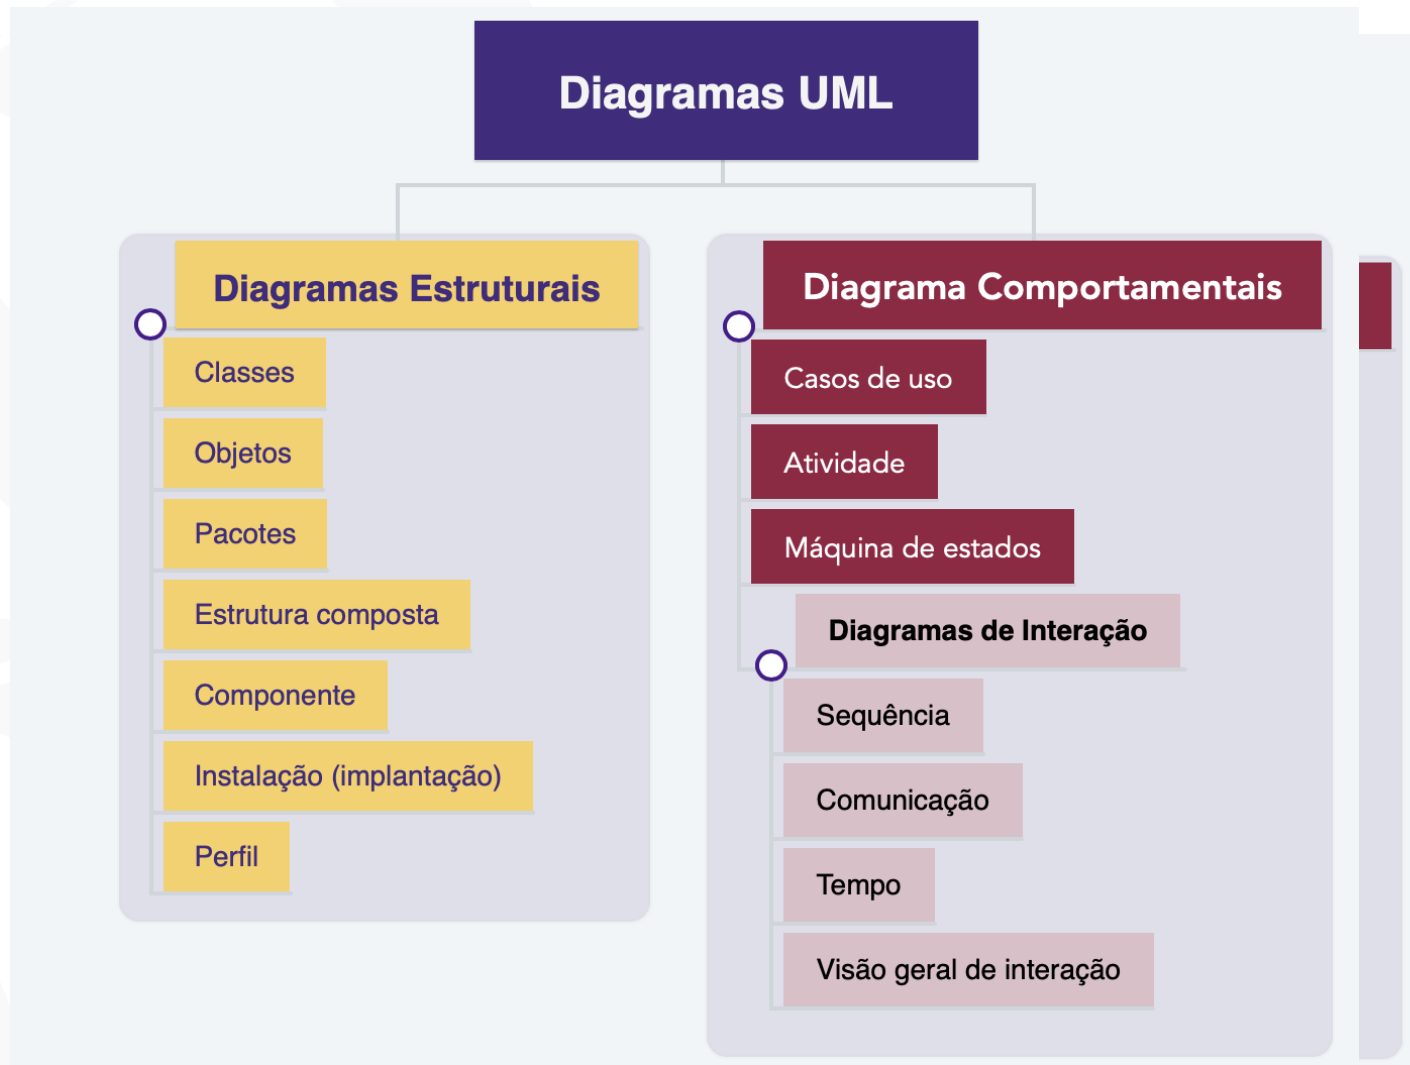 Diagramas UML
Diagramas Estruturais
Classes
Objetos
Pacotes
Estrutura composta
Componente
Instalação (implantação)
Perfil
Diagrama Comportamentais
Casos de uso
Atividade
Máquina de estados
Diagramas de Interação
Sequência
Comunicação
Tempo
Visão geral de interação